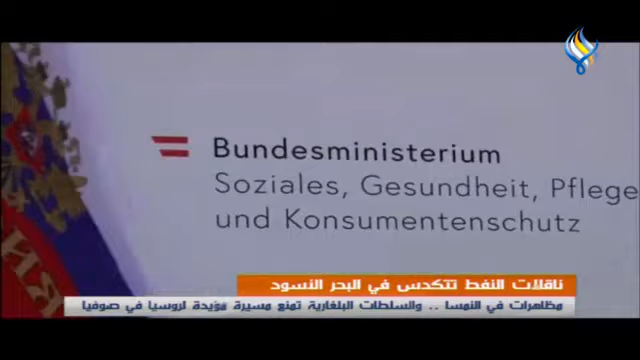 Bundesministerium
Soziales, Gesundheit, Pflege
und Konsumentenschutz
ناقلات النفط تتكدس في البحر الأسود
مظاهرات في النمسا .. والسلطات البلغارية تمنع مسيرة مؤيدة لروسيا في صوفيا